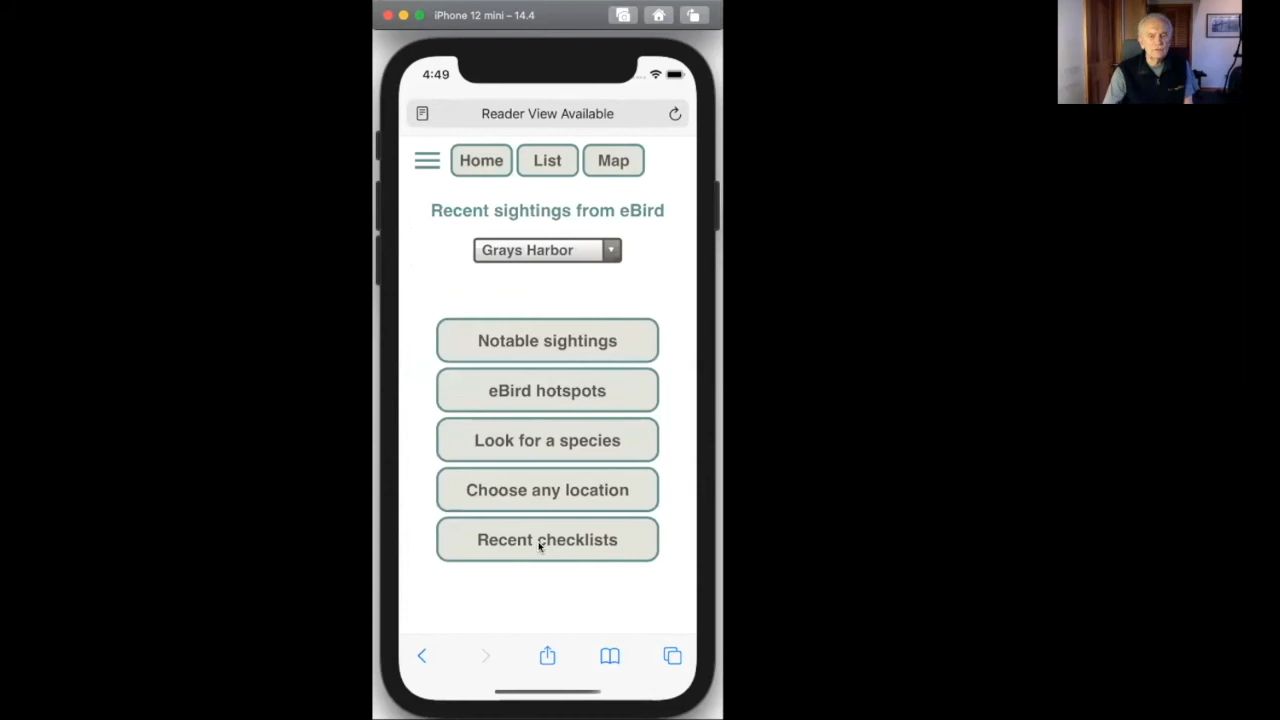 iPhone 12 mini – 14.4
4:49
Reader View Available
Home List Map
Recent sightings from eBird
Grays Harbor
Notable sightings
eBird hotspots
Look for a species
Choose any location
Recent checklists